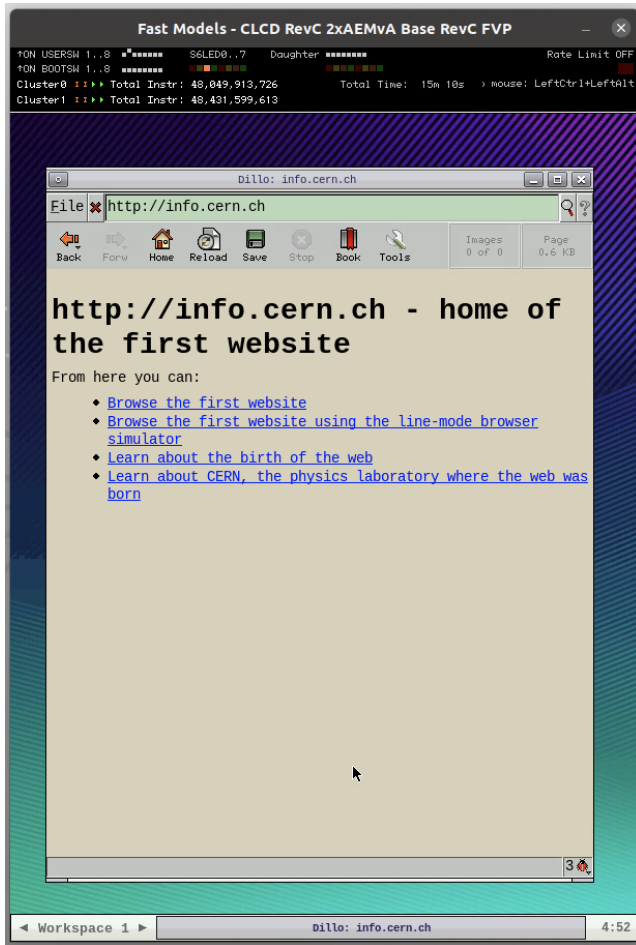 Fast Models - CLCD RevC 2xAEMvA Base RevC FVP
↑ON USERSW 1..8 S6LED0..7 Daughter Rate Limit OFF
↑ON BOOTSW 1..8
Cluster0 Total Instr: 48,049,913,726 Total Time: 15m 10s › mouse: LeftCtrl+LeftAlt
Cluster1 Total Instr: 48,431,599,613
Dillo: info.cern.ch
File http://info.cern.ch ?
Back Forw Home Reload Save Stop Book Tools Images Page
0 of 0 0.6 KB
http://info.cern.ch - home of
the first website
From here you can:
Browse the first website
Browse the first website using the line-mode browser
simulator
Learn about the birth of the web
Learn about CERN, the physics laboratory where the web was
born
3
◄ Workspace 1 ► Dillo: info.cern.ch 4:52